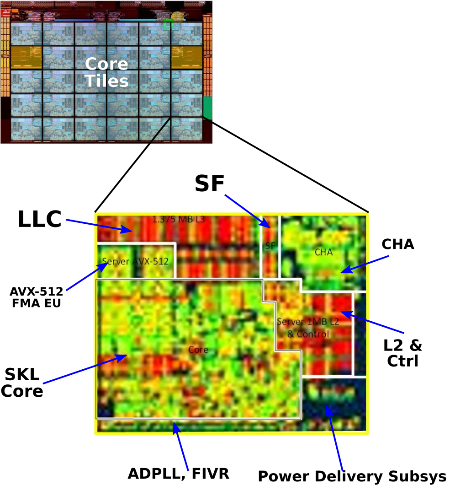 Core
Tiles
SF
LLC
1.375 MB L3
SF
CHA
CHA
Server AVX-512
AVX-512
FMA EU
Server 1MB L2
& Control
L2 &
Ctrl
Core
SKL
Core
ADPLL, FIVR
Power Delivery Subsys